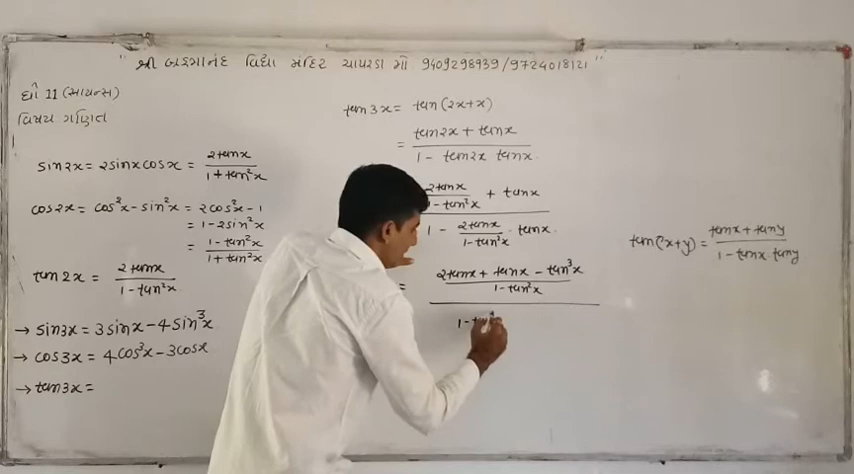 " શ્રી બ્રહ્માનંદ વિદ્યા મંદિર ચાપરડા મો 9409298939/9724018121 "
ધો 11 (સાયન્સ)
વિષય ગણિત
sin2x = 2sinx cosx = 2tanx / 1 + tan²x
cos2x = cos²x - sin²x = 2cos²x - 1
= 1 - 2sin²x
= 1 - tan²x / 1 + tan²x
tan2x = 2tanx / 1 - tan²x
→ sin3x = 3sinx - 4sin³x
→ cos3x = 4cos³x - 3cosx
→ tan3x =
tan3x = tan(2x+x)
= tan2x + tanx / 1 - tan2x tanx.
2tanx / 1 - tan²x + tanx
1 - 2tanx / 1 - tan²x · tanx.
= 2tanx + tanx - tan³x / 1 - tan²x
1 -
tan(x+y) = tanx + tany / 1 - tanx tany